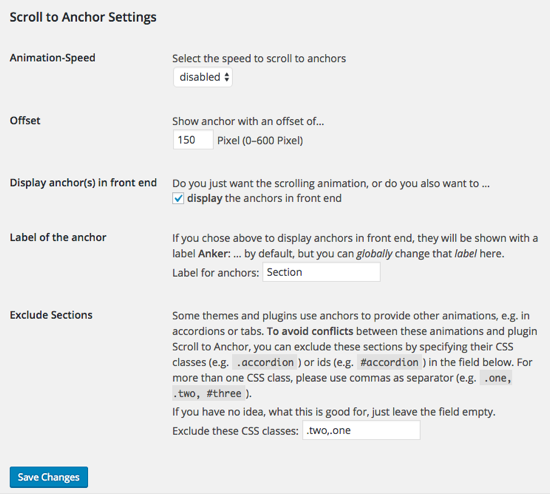 Scroll to Anchor Settings
Animation-Speed
Select the speed to scroll to anchors
disabled
Offset
Show anchor with an offset of...
150 Pixel (0–600 Pixel)
Display anchor(s) in front end
Do you just want the scrolling animation, or do you also want to ...
display the anchors in front end
Label of the anchor
If you chose above to display anchors in front end, they will be shown with a
label Anker: ... by default, but you can globally change that label here.
Label for anchors: Section
Exclude Sections
Some themes and plugins use anchors to provide other animations, e.g. in
accordions or tabs. To avoid conflicts between these animations and plugin
Scroll to Anchor, you can exclude these sections by specifying their CSS
classes (e.g. .accordion) or ids (e.g. #accordion) in the field below. For
more than one CSS class, please use commas as separator (e.g. .one,
.two, #three).
If you have no idea, what this is good for, just leave the field empty.
Exclude these CSS classes: .two,.one
Save Changes